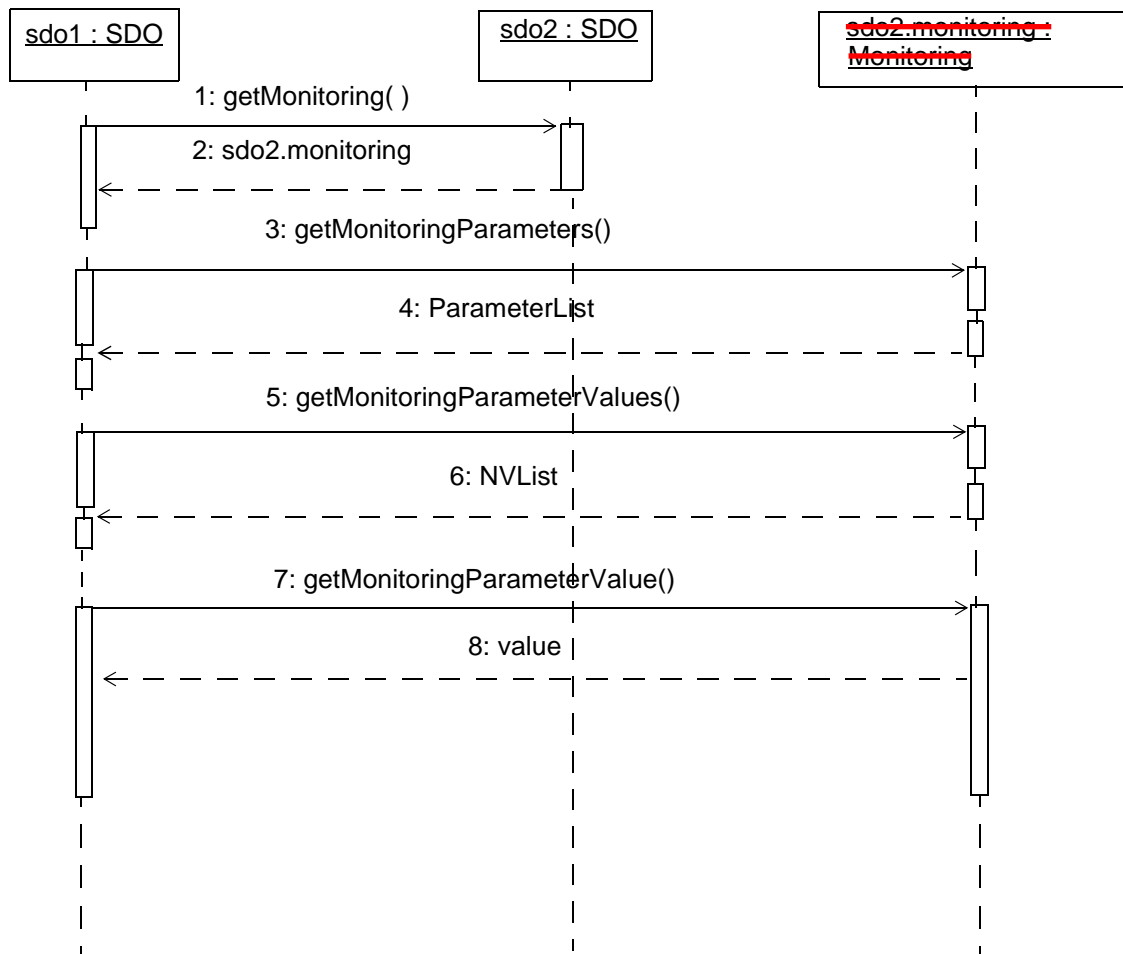 sdo1 : SDO
sdo2 : SDO
sdo2.monitoring :
Monitoring
1: getMonitoring( )
2: sdo2.monitoring
3: getMonitoringParameters()
4: ParameterList
5: getMonitoringParameterValues()
6: NVList
7: getMonitoringParameterValue()
8: value